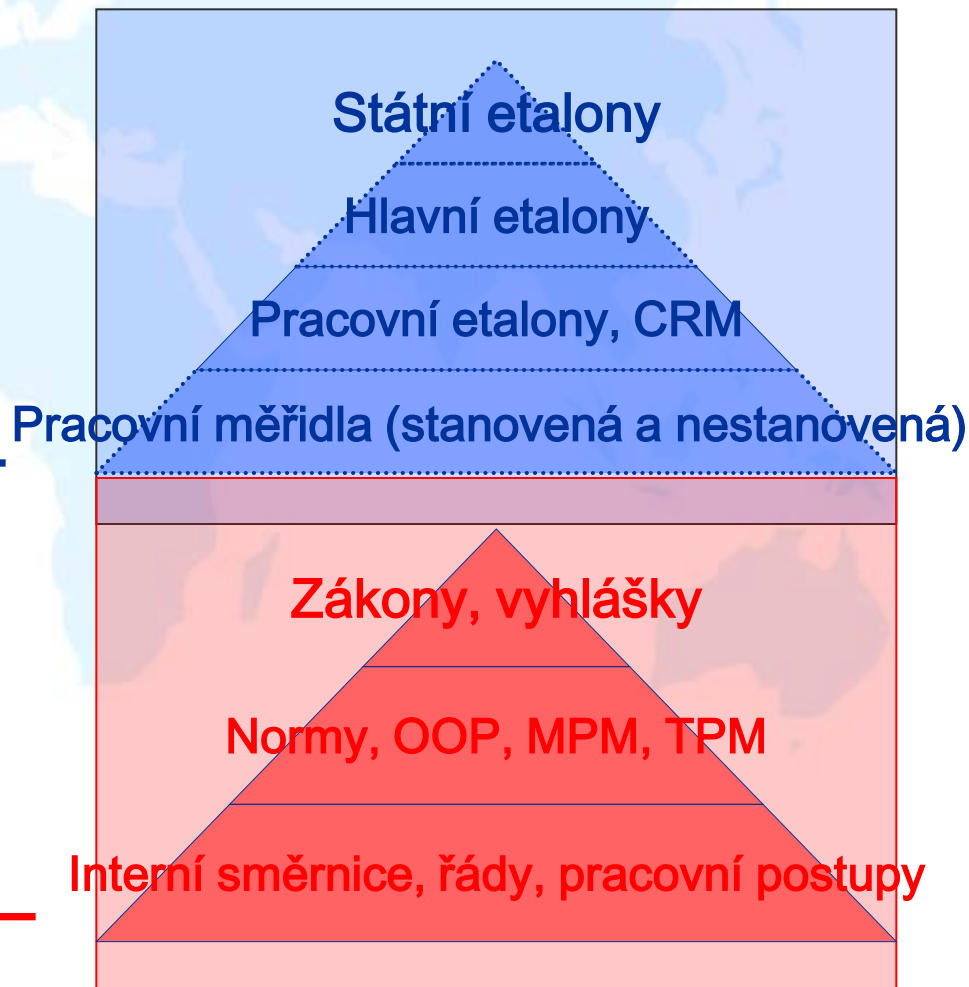 Státní etalony
Hlavní etalony
Pracovní etalony, CRM
Pracovní měřidla (stanovená a nestanovená)
Zákony, vyhlášky
Normy, OOP, MPM, TPM
Interní směrnice, řády, pracovní postupy